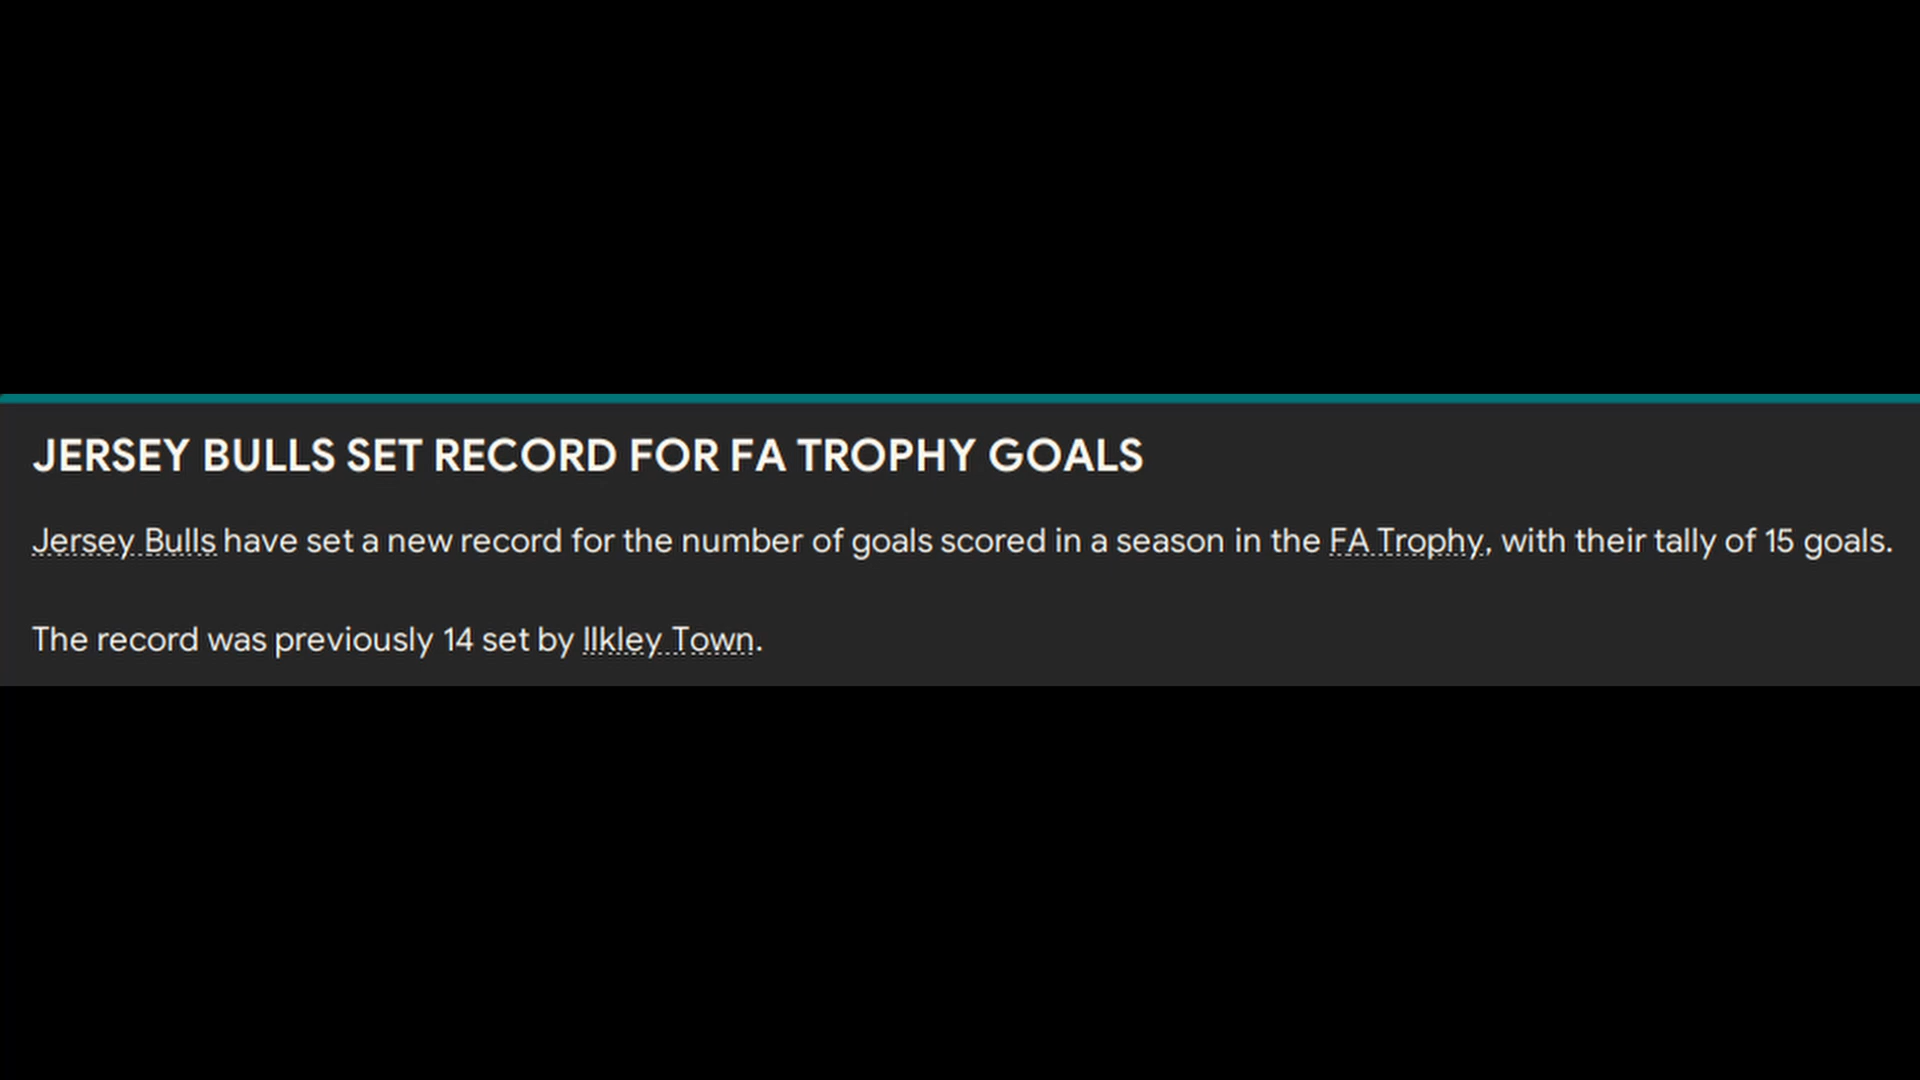 JERSEY BULLS SET RECORD FOR FA TROPHY GOALS
Jersey Bulls have set a new record for the number of goals scored in a season in the FA Trophy, with their tally of 15 goals.
The record was previously 14 set by Ilkley Town.